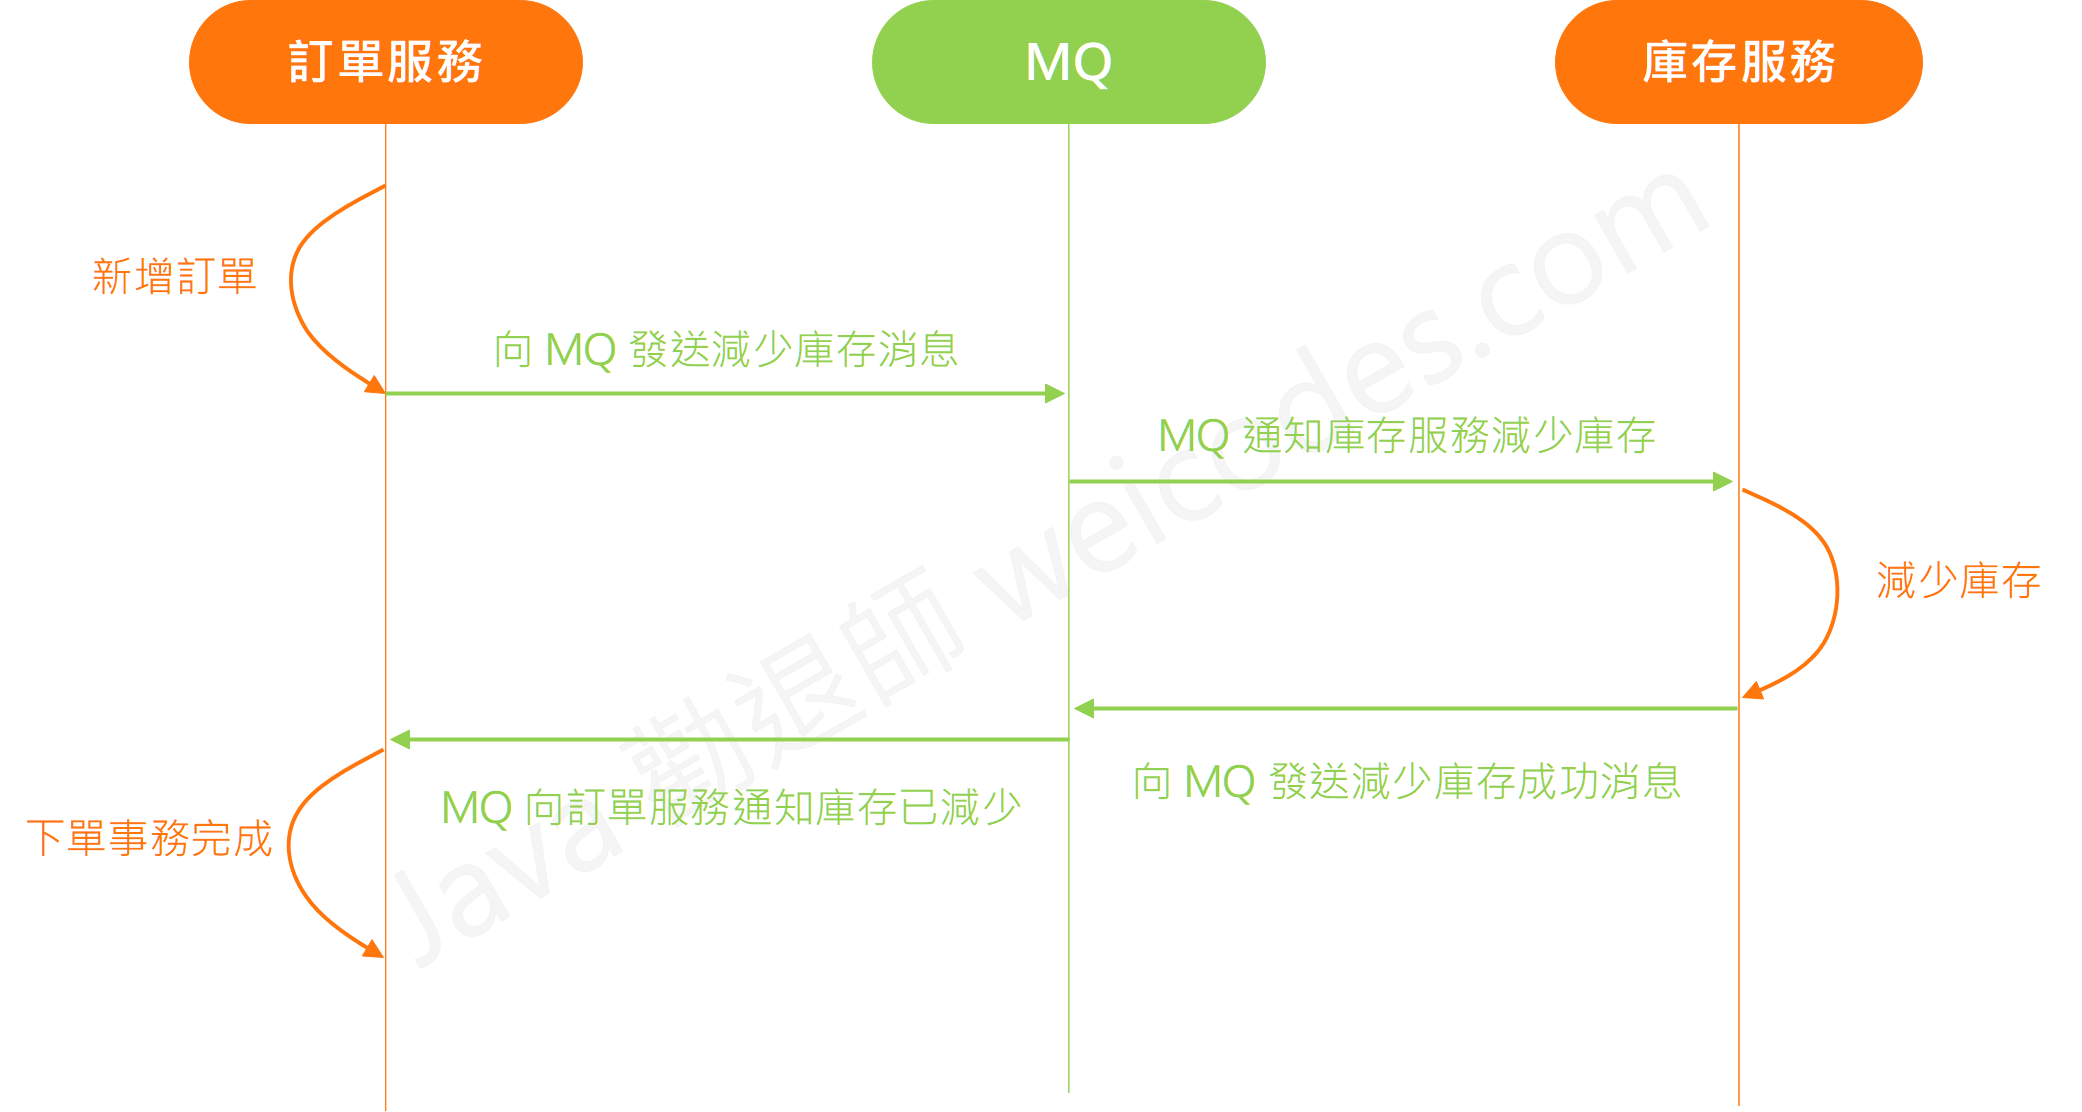 訂單服務
MQ
庫存服務
新增訂單
向 MQ 發送減少庫存消息
MQ 通知庫存服務減少庫存
減少庫存
向 MQ 發送減少庫存成功消息
MQ 向訂單服務通知庫存已減少
下單事務完成
Java 勸退師 weicodes.com